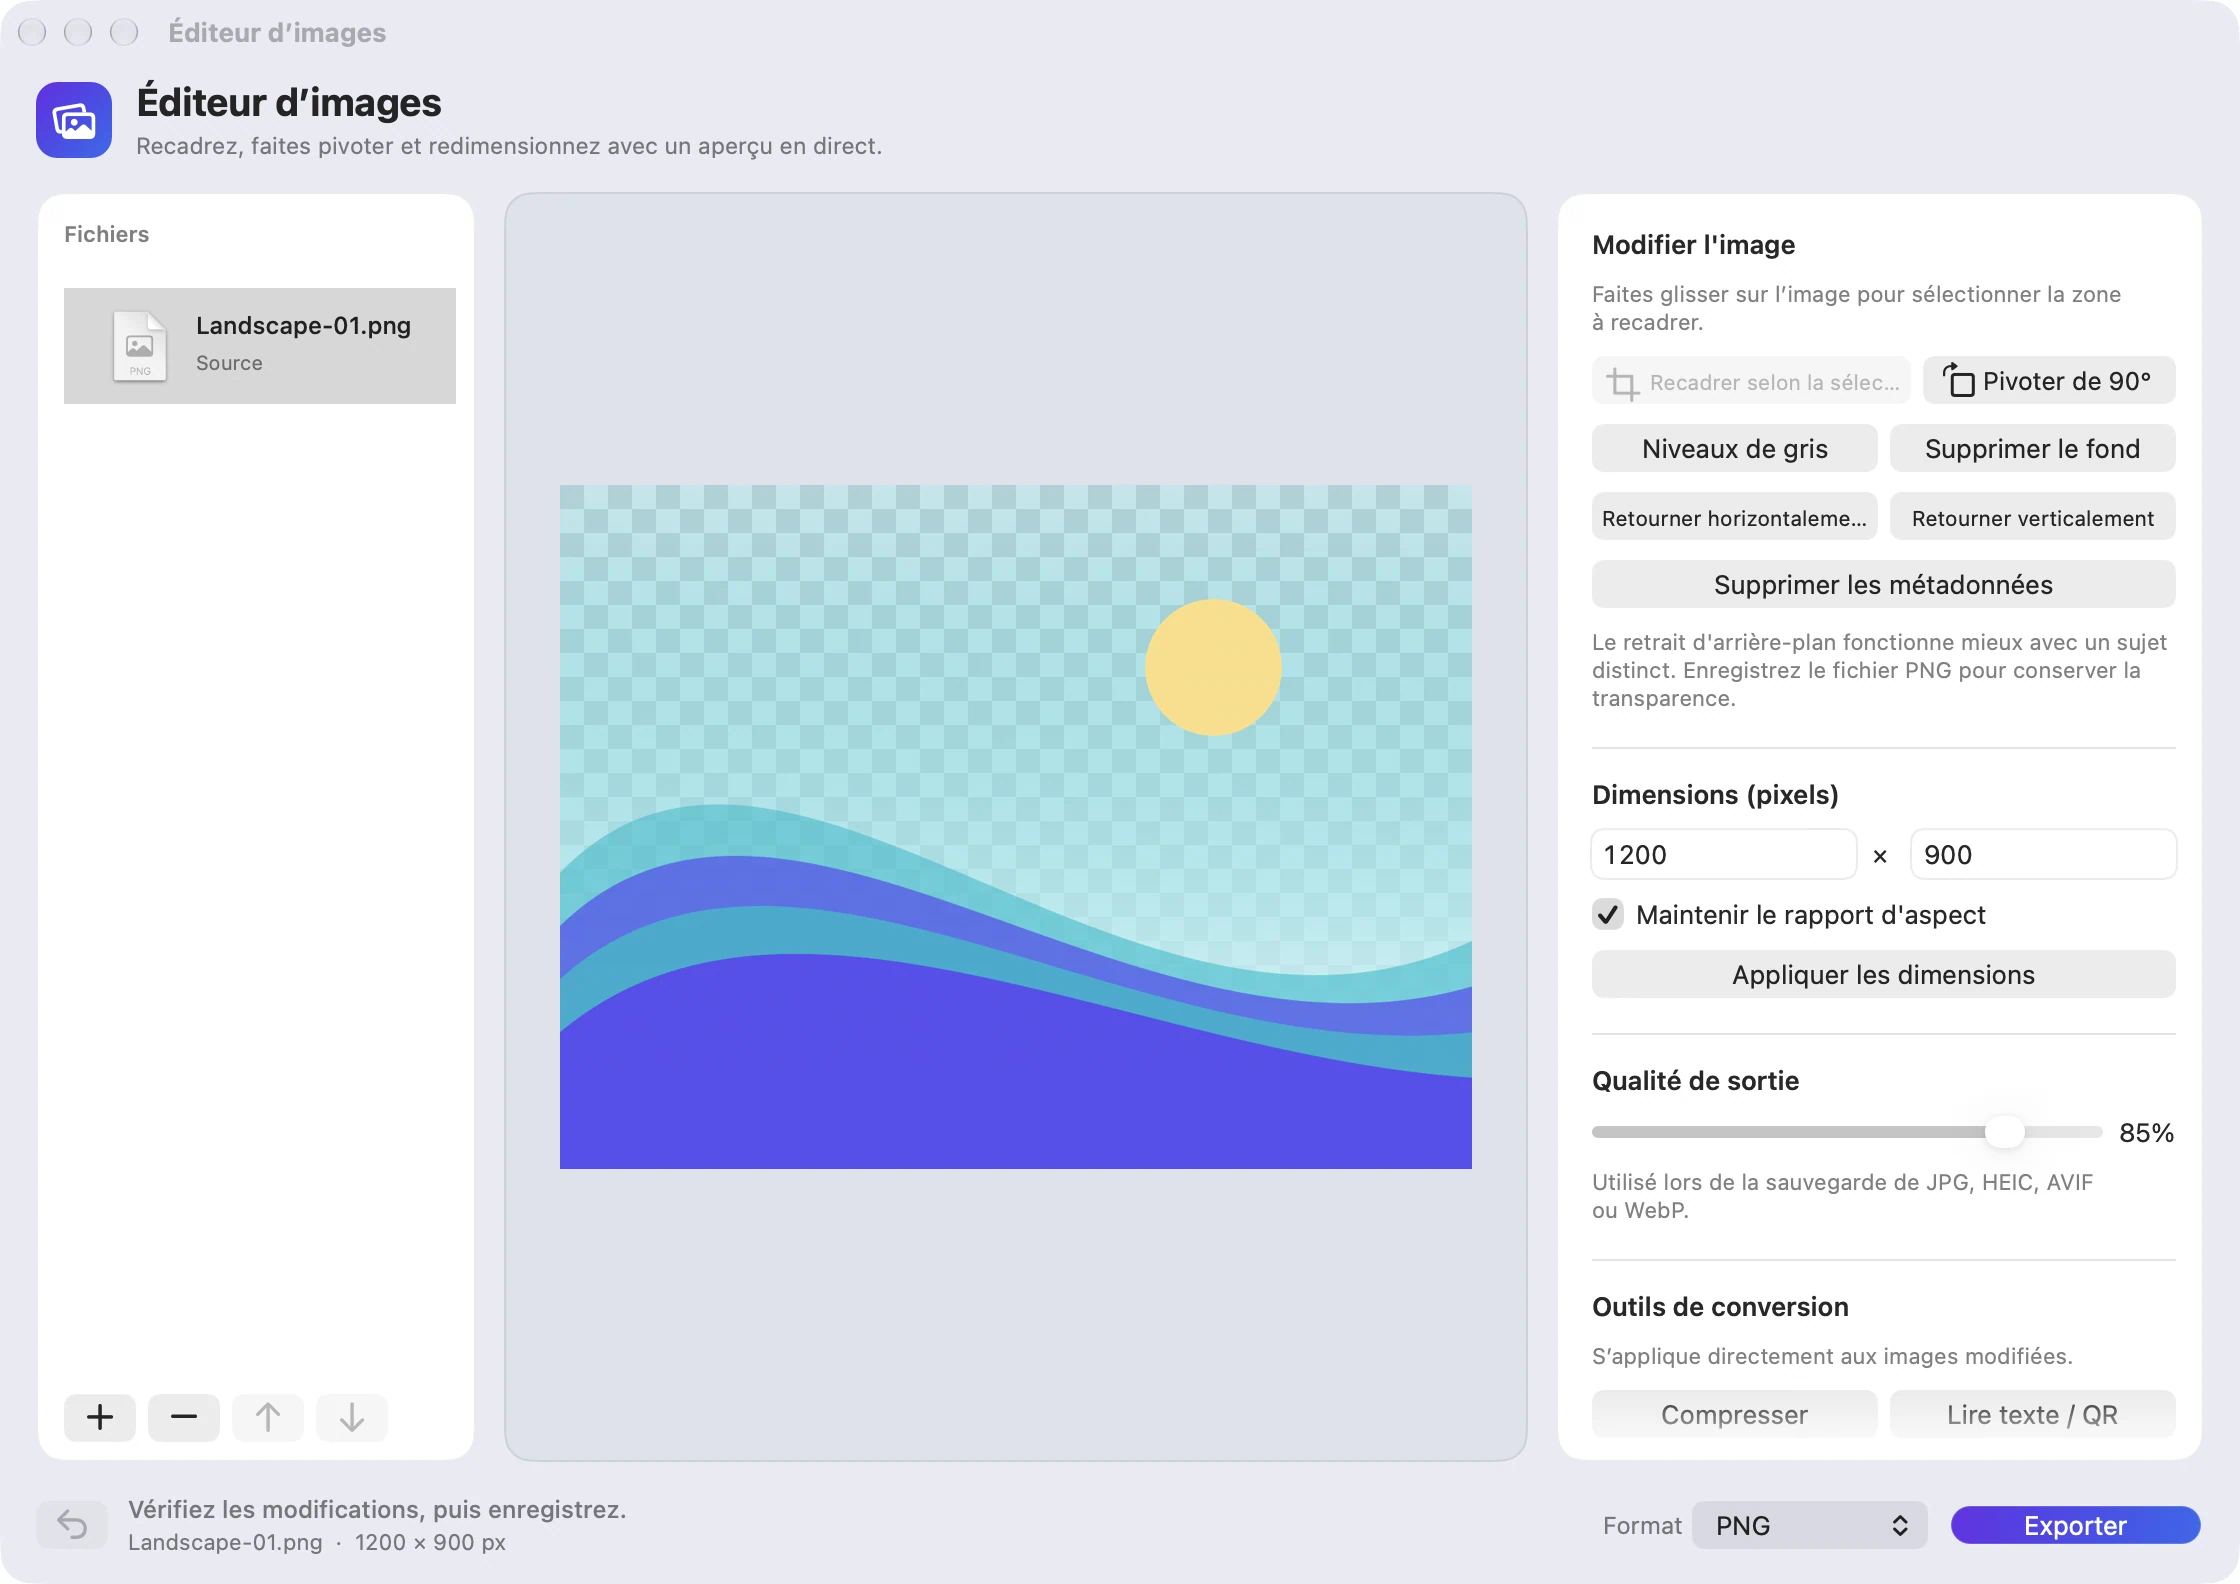 Éditeur d’images
Éditeur d’images
Recadrez, faites pivoter et redimensionnez avec un aperçu en direct.
Fichiers
PNG
Landscape-01.png
Source
Modifier l'image
Faites glisser sur l’image pour sélectionner la zone
à recadrer.
Recadrer selon la sélec...
Pivoter de 90°
Niveaux de gris
Supprimer le fond
Retourner horizontaleme...
Retourner verticalement
Supprimer les métadonnées
Le retrait d'arrière-plan fonctionne mieux avec un sujet
distinct. Enregistrez le fichier PNG pour conserver la
transparence.
Dimensions (pixels)
1200 × 900
Maintenir le rapport d'aspect
Appliquer les dimensions
Qualité de sortie
85%
Utilisé lors de la sauvegarde de JPG, HEIC, AVIF
ou WebP.
Outils de conversion
S’applique directement aux images modifiées.
Compresser
Lire texte / QR
Vérifiez les modifications, puis enregistrez.
Landscape-01.png · 1200 × 900 px
Format
PNG
Exporter